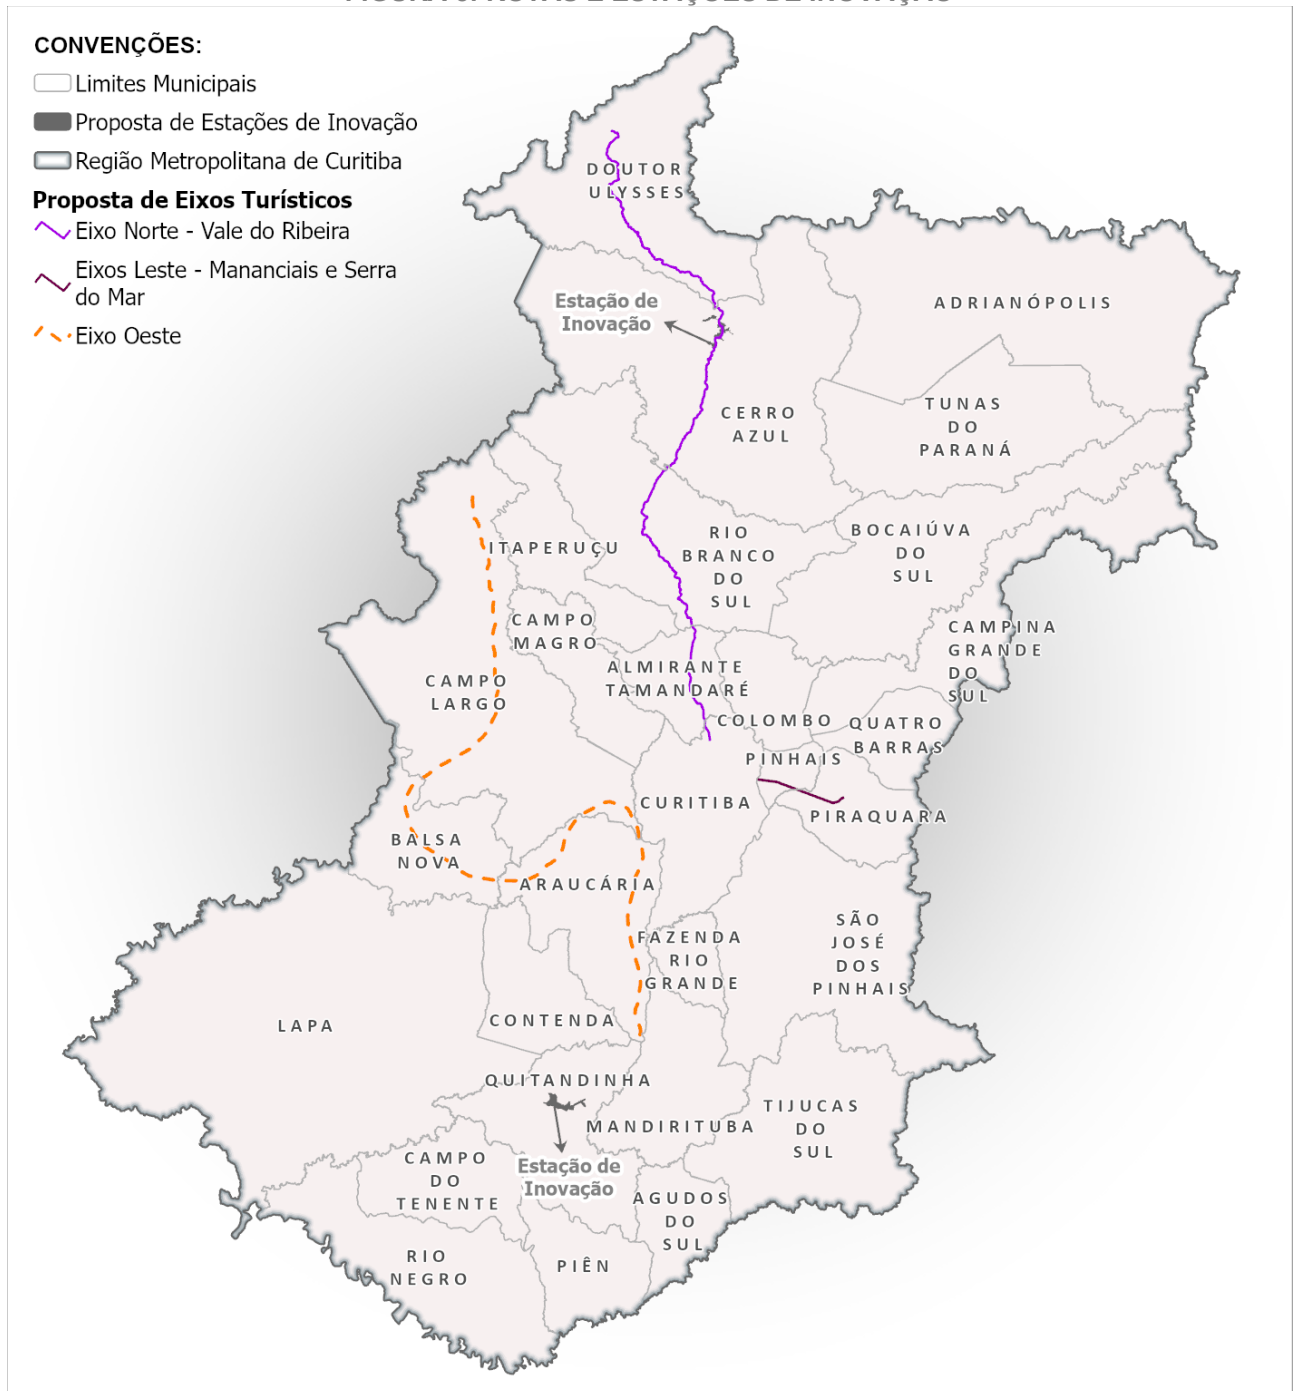 CONVENÇÕES:
Limites Municipais
Proposta de Estações de Inovação
Região Metropolitana de Curitiba
Proposta de Eixos Turísticos
Eixo Norte - Vale do Ribeira
Eixos Leste - Mananciais e Serra
do Mar
Eixo Oeste
DOUTOR
ULYSSES
Estação de
Inovação
ADRIANÓPOLIS
CERRO
AZUL
TUNAS
DO
PARANÁ
ITAPERUÇU
RIO
BRANCO
DO
SUL
BOCAIÚVA
DO
SUL
CAMPO
MAGRO
CAMPINA
GRANDE
DO
SUL
ALMIRANTE
TAMANDARÉ
CAMPO
LARGO
COLOMBO
QUATRO
BARRAS
PINHAIS
CURITIBA
PIRAQUARA
BALSA
NOVA
ARAUCÁRIA
FAZENDA
RIO
GRANDE
SÃO
JOSÉ
DOS
PINHAIS
LAPA
CONTENDA
QUITANDINHA
MANDIRITUBA
TIJUCAS
DO
SUL
CAMPO
DO
TENENTE
Estação de
Inovação
AGUDOS
DO
SUL
RIO
NEGRO
PIÊN